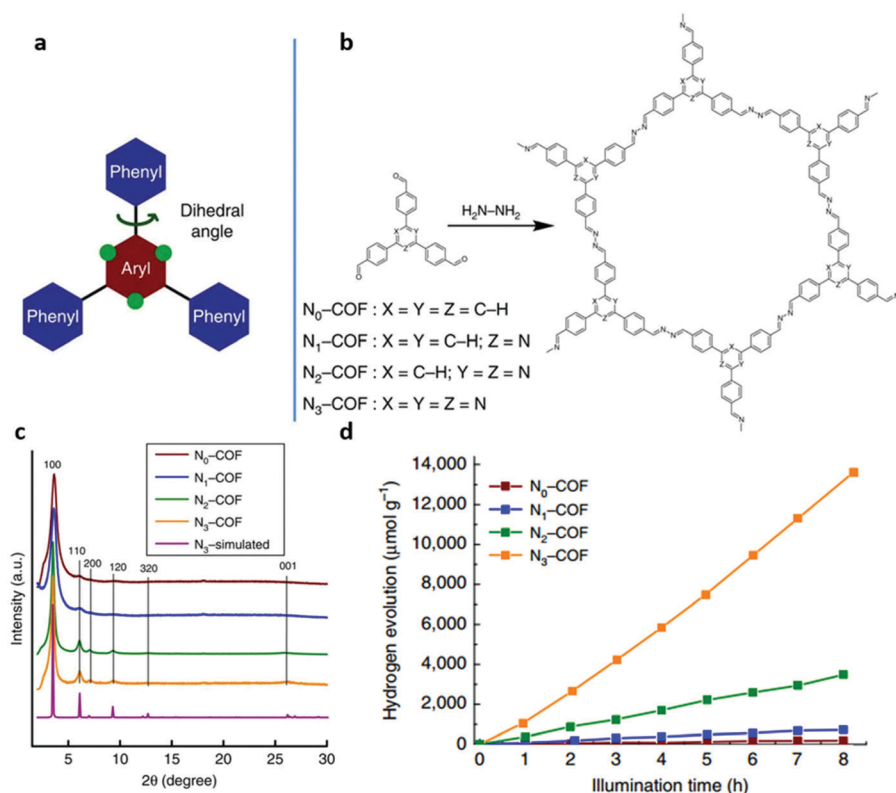 a
Phenyl
Dihedral
angle
Aryl
Phenyl
Phenyl
b
H₂N–NH₂
N₀–COF : X = Y = Z = C–H
N₁–COF : X = Y = C–H; Z = N
N₂–COF : X = C–H; Y = Z = N
N₃–COF : X = Y = Z = N
c
N₀–COF
N₁–COF
N₂–COF
N₃–COF
N₃–simulated
100
110
200
120
320
001
Intensity (a.u.)
5
10
15
20
25
30
2θ (degree)
d
14,000
12,000
10,000
8,000
6,000
4,000
2,000
0
N₀–COF
N₁–COF
N₂–COF
N₃–COF
Hydrogen evolution (μmol g⁻¹)
0
1
2
3
4
5
6
7
8
Illumination time (h)